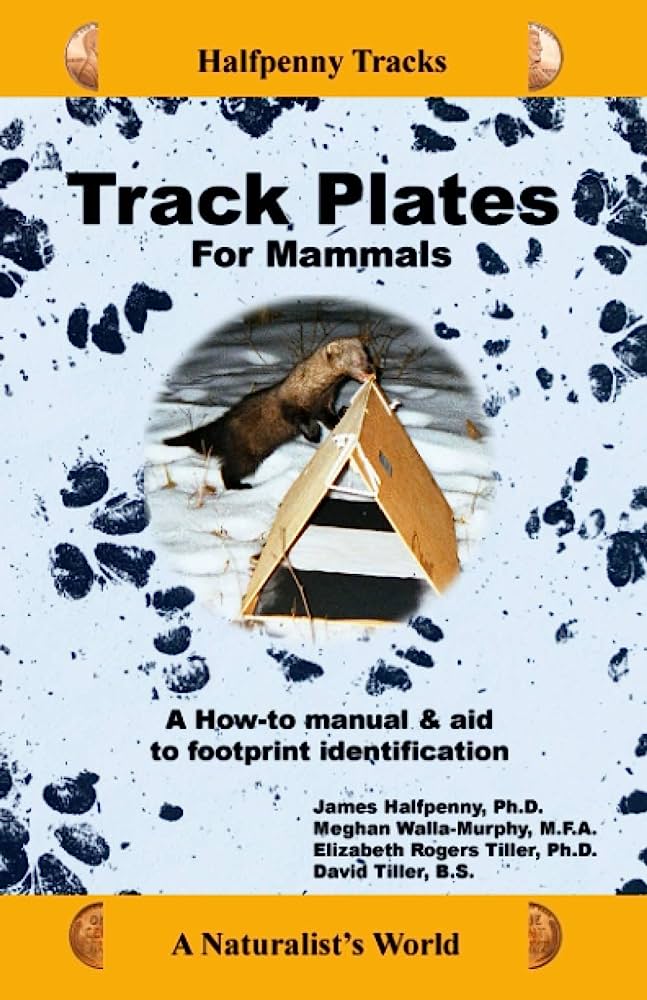 Halfpenny Tracks
Track Plates
For Mammals
A How-to manual & aid
to footprint identification
James Halfpenny, Ph.D.
Meghan Walla-Murphy, M.F.A.
Elizabeth Rogers Tiller, Ph.D.
David Tiller, B.S.
A Naturalist's World